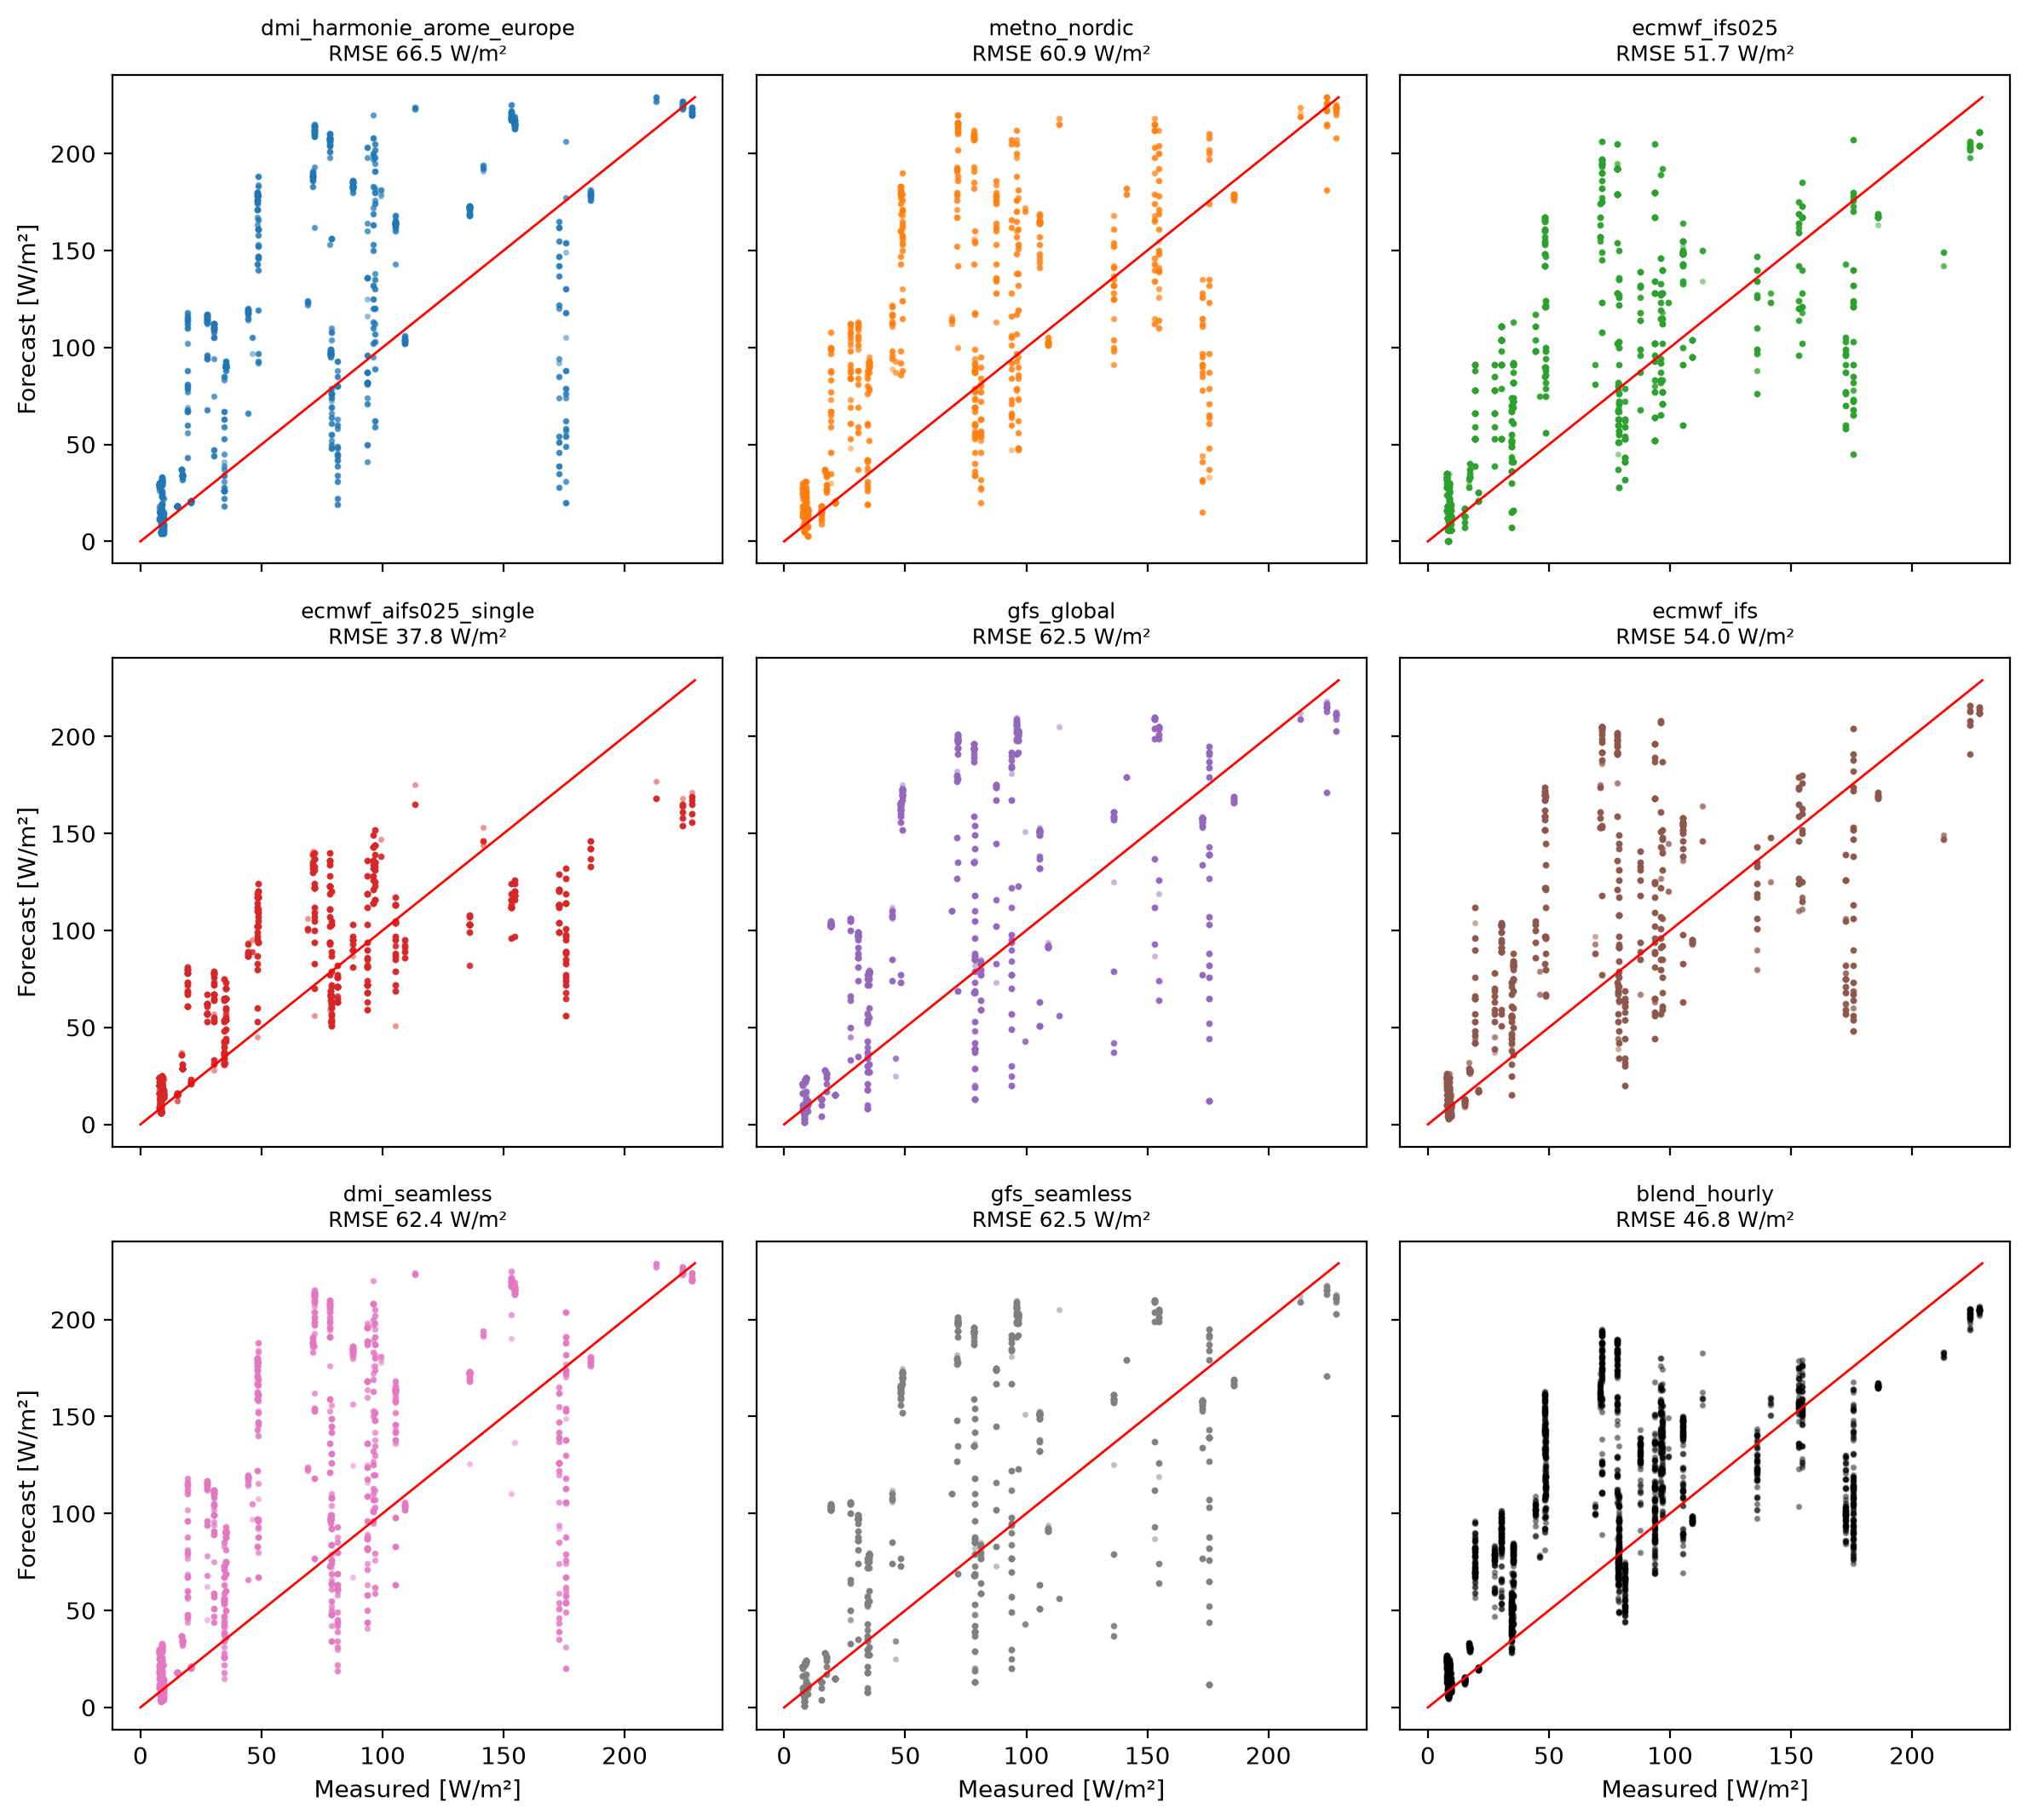 dmi_harmonie_arome_europe
RMSE 66.5 W/m²
metno_nordic
RMSE 60.9 W/m²
ecmwf_ifs025
RMSE 51.7 W/m²
Forecast [W/m²]
200
150
100
50
0
ecmwf_aifs025_single
RMSE 37.8 W/m²
gfs_global
RMSE 62.5 W/m²
ecmwf_ifs
RMSE 54.0 W/m²
Forecast [W/m²]
200
150
100
50
0
dmi_seamless
RMSE 62.4 W/m²
gfs_seamless
RMSE 62.5 W/m²
blend_hourly
RMSE 46.8 W/m²
Forecast [W/m²]
200
150
100
50
0
0 50 100 150 200
Measured [W/m²]
0 50 100 150 200
Measured [W/m²]
0 50 100 150 200
Measured [W/m²]